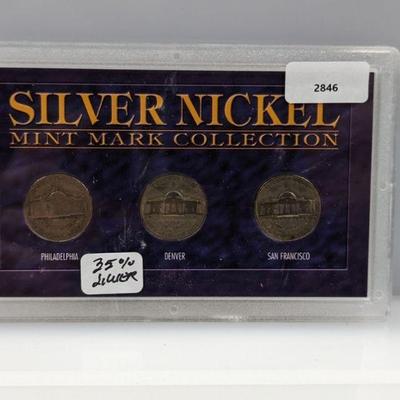 2846
SILVER NICKEL
MINT MARK COLLECTION
PHILADELPHIA
DENVER
SAN FRANCISCO
35%
SILVER